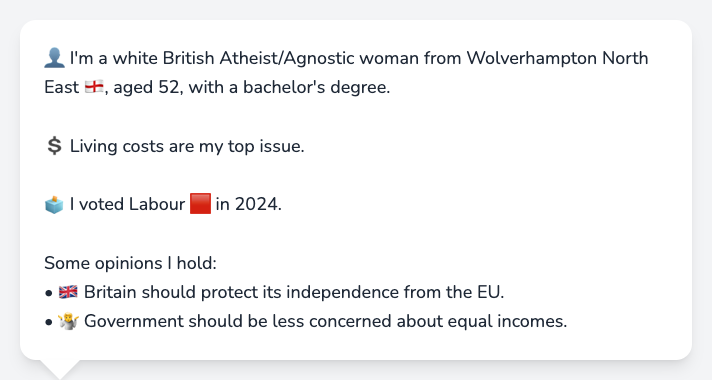 👤 I'm a white British Atheist/Agnostic woman from Wolverhampton North
East 🏴󠁧󠁢󠁥󠁮󠁧󠁿, aged 52, with a bachelor's degree.
💲 Living costs are my top issue.
🗳️ I voted Labour 🟥 in 2024.
Some opinions I hold:
• 🇬🇧 Britain should protect its independence from the EU.
• 🤷 Government should be less concerned about equal incomes.